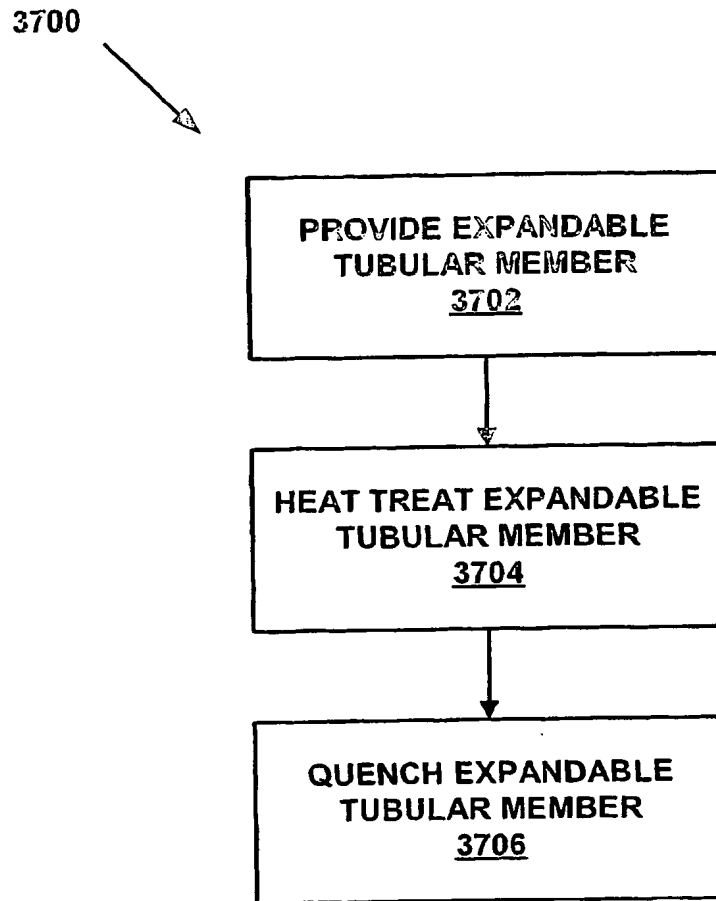 3700
PROVIDE EXPANDABLE
TUBULAR MEMBER
3702
HEAT TREAT EXPANDABLE
TUBULAR MEMBER
3704
QUENCH EXPANDABLE
TUBULAR MEMBER
3706